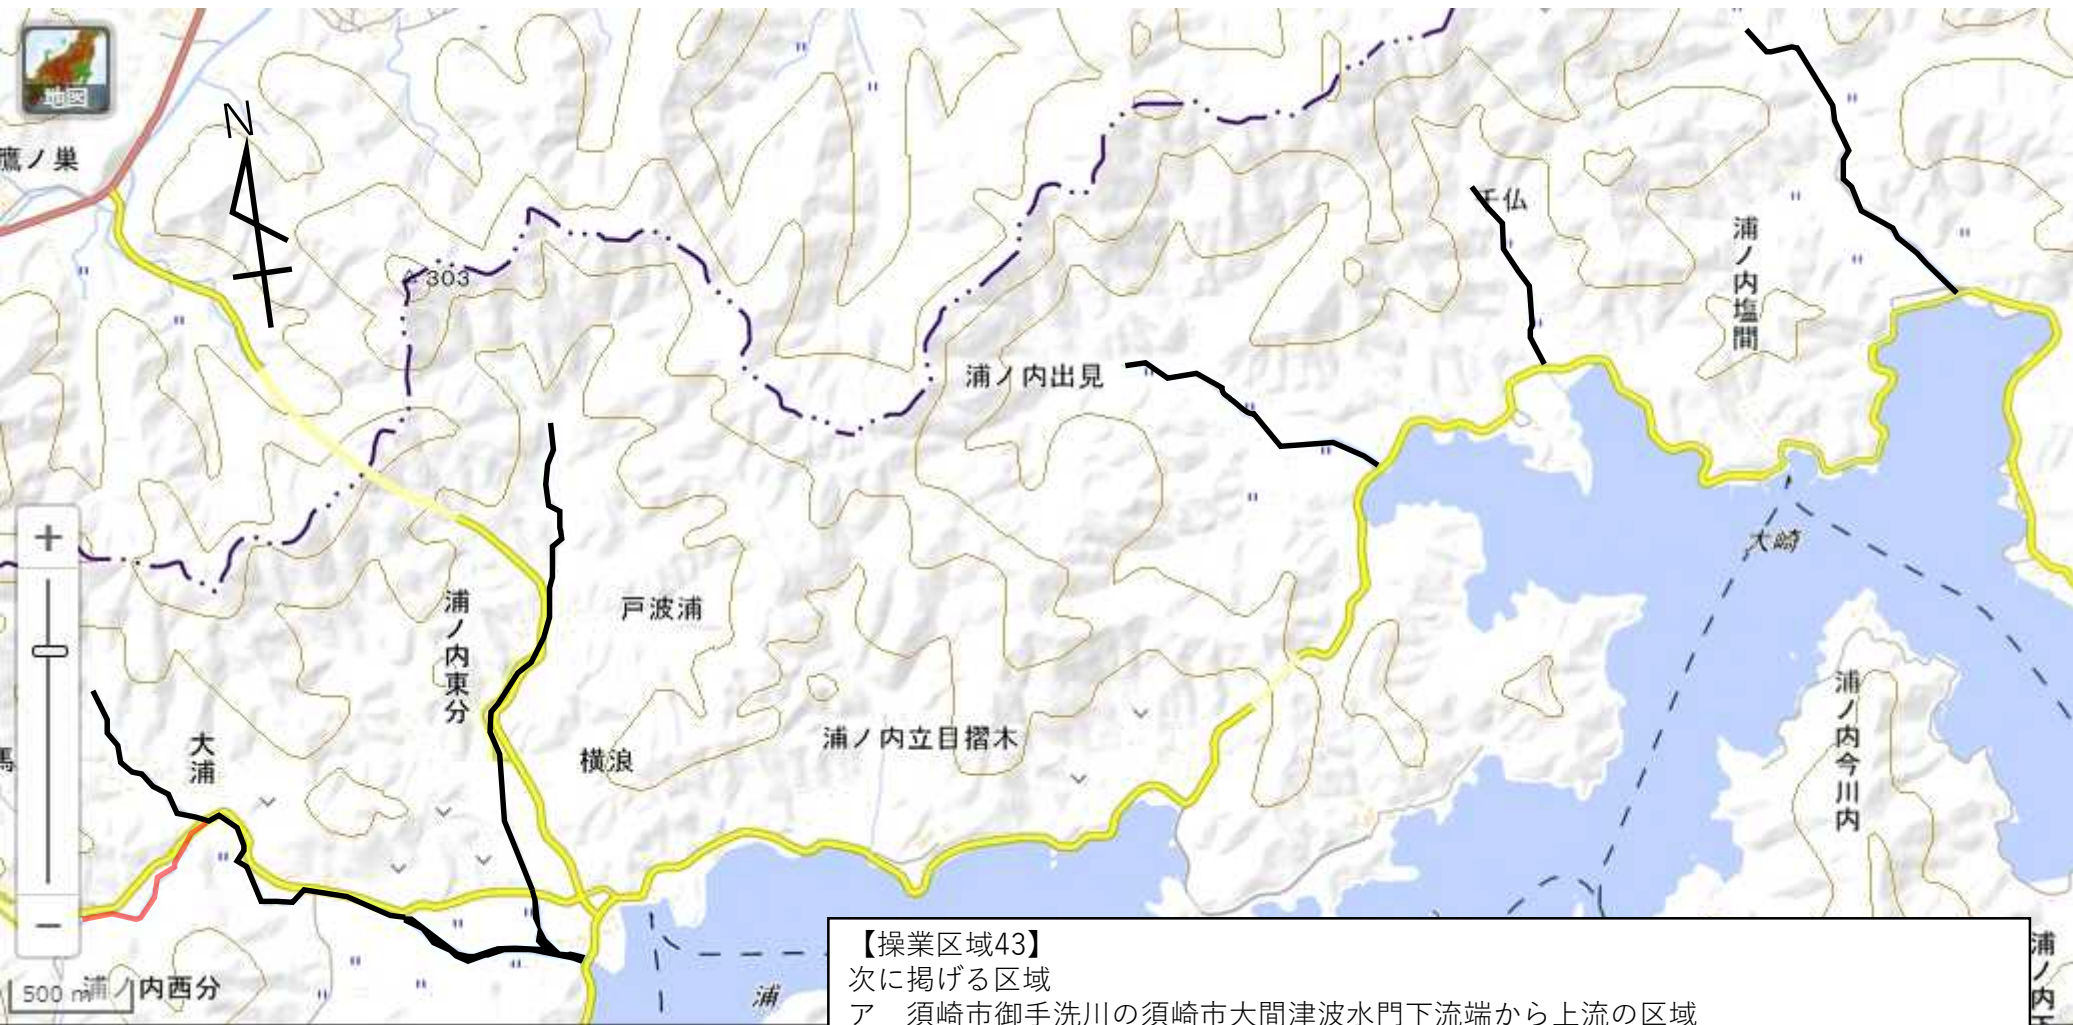 地図
N
鷹ノ巣
303
千仏
浦ノ内塩間
浦ノ内出見
戸波浦
浦ノ内東分
大浦
横浪
浦ノ内立目摺木
大崎
浦ノ内今川内
馬
+
−
500 m
浦ノ内西分
浦
浦ノ内下
【操業区域43】
次に掲げる区域
ア 須崎市御手洗川の須崎市大間津波水門下流端から上流の区域